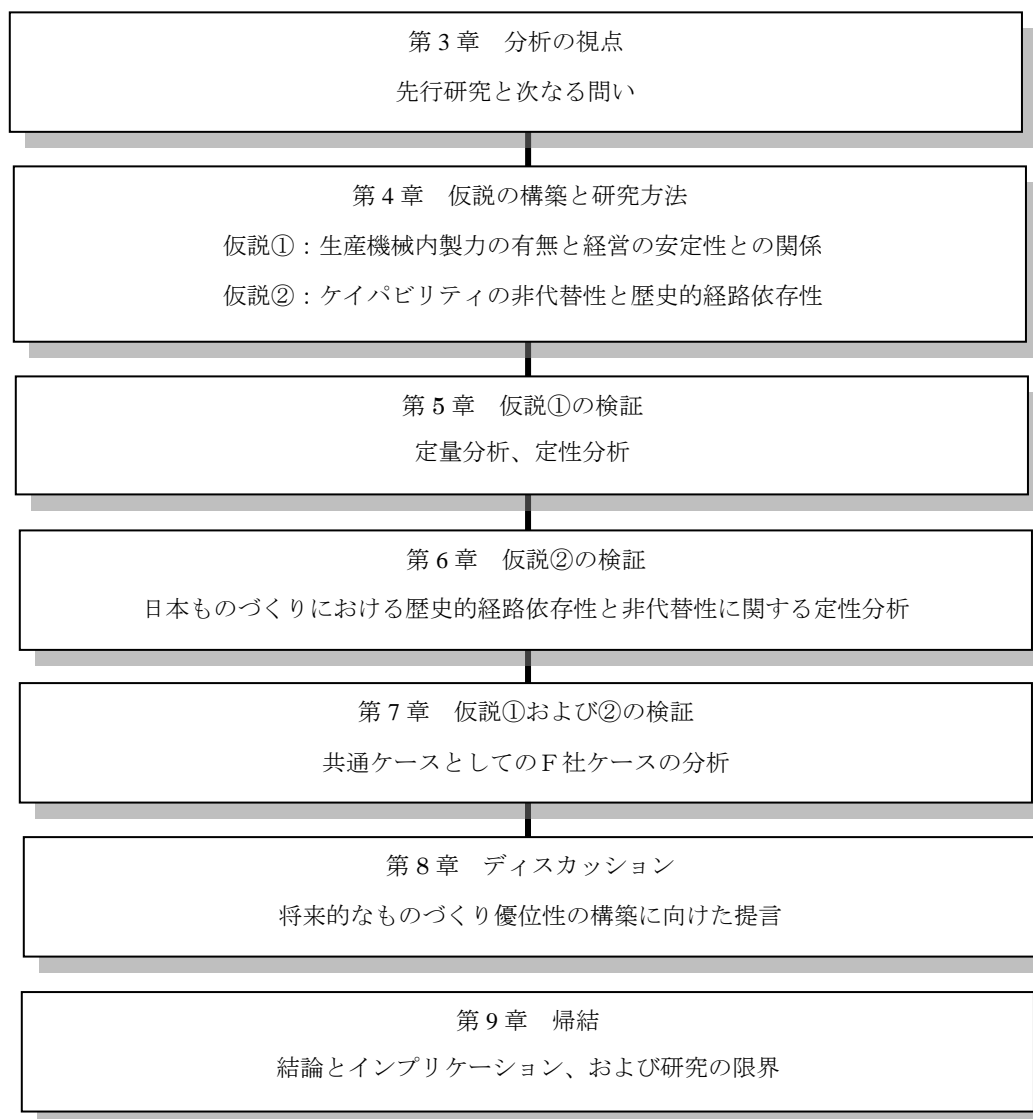 第3章　分析の視点
先行研究と次なる問い
第4章　仮説の構築と研究方法
仮説①：生産機械内製力の有無と経営の安定性との関係
仮説②：ケイパビリティの非代替性と歴史的経路依存性
第5章　仮説①の検証
定量分析、定性分析
第6章　仮説②の検証
日本ものづくりにおける歴史的経路依存性と非代替性に関する定性分析
第7章　仮説①および②の検証
共通ケースとしてのF社ケースの分析
第8章　ディスカッション
将来的なものづくり優位性の構築に向けた提言
第9章　帰結
結論とインプリケーション、および研究の限界